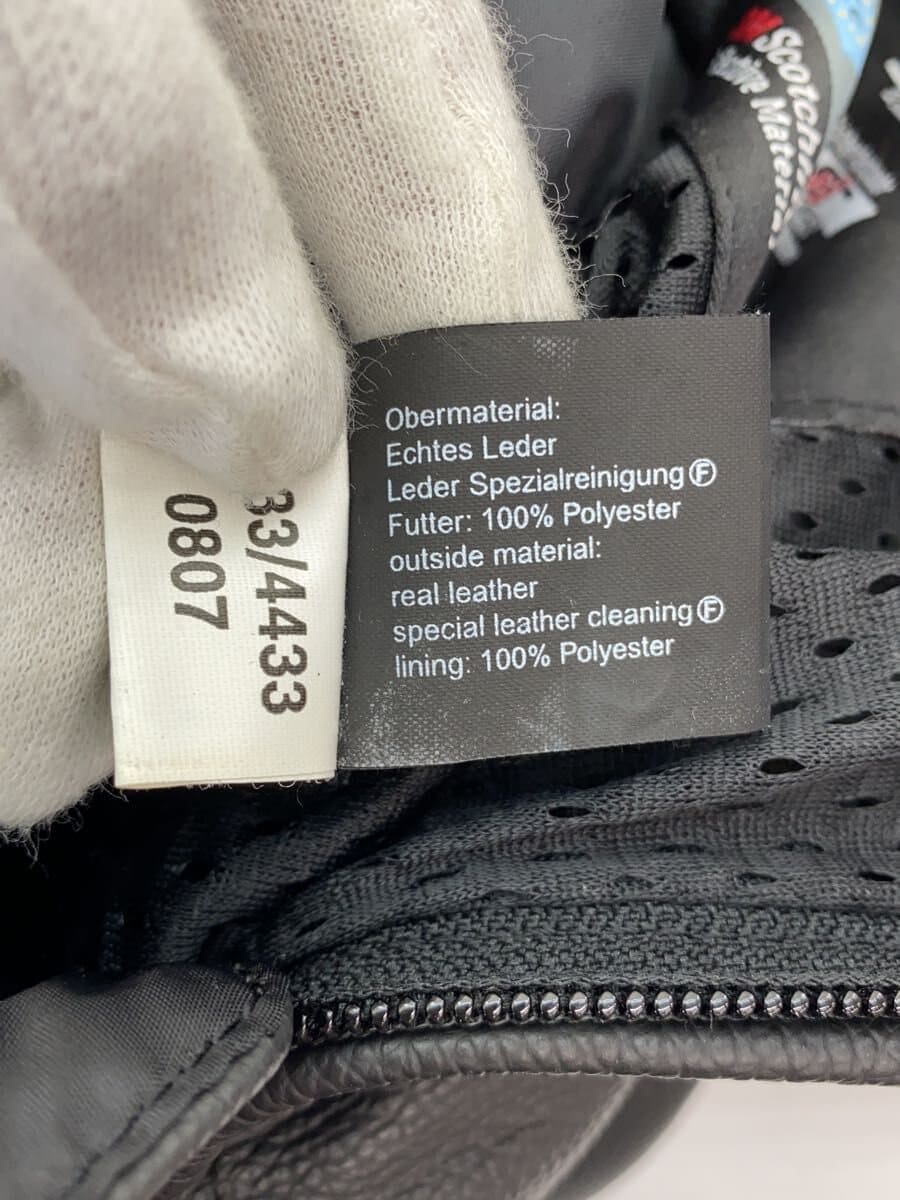 Obermaterial:
Echtes Leder
Leder Spezialreinigung Ⓕ
Futter: 100% Polyester
outside material:
real leather
special leather cleaning Ⓕ
lining: 100% Polyester
33/4433
0807